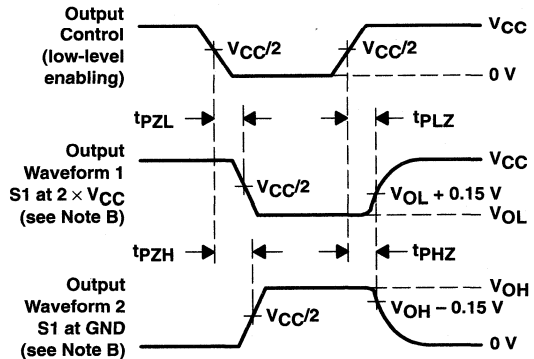 Output
Control
(low-level
enabling)
VCC/2
VCC/2
VCC
0 V
tPZL
tPLZ
Output
Waveform 1
S1 at 2 × VCC
(see Note B)
VCC/2
VCC
VOL + 0.15 V
VOL
tPZH
tPHZ
Output
Waveform 2
S1 at GND
(see Note B)
VCC/2
VOH
VOH − 0.15 V
0 V